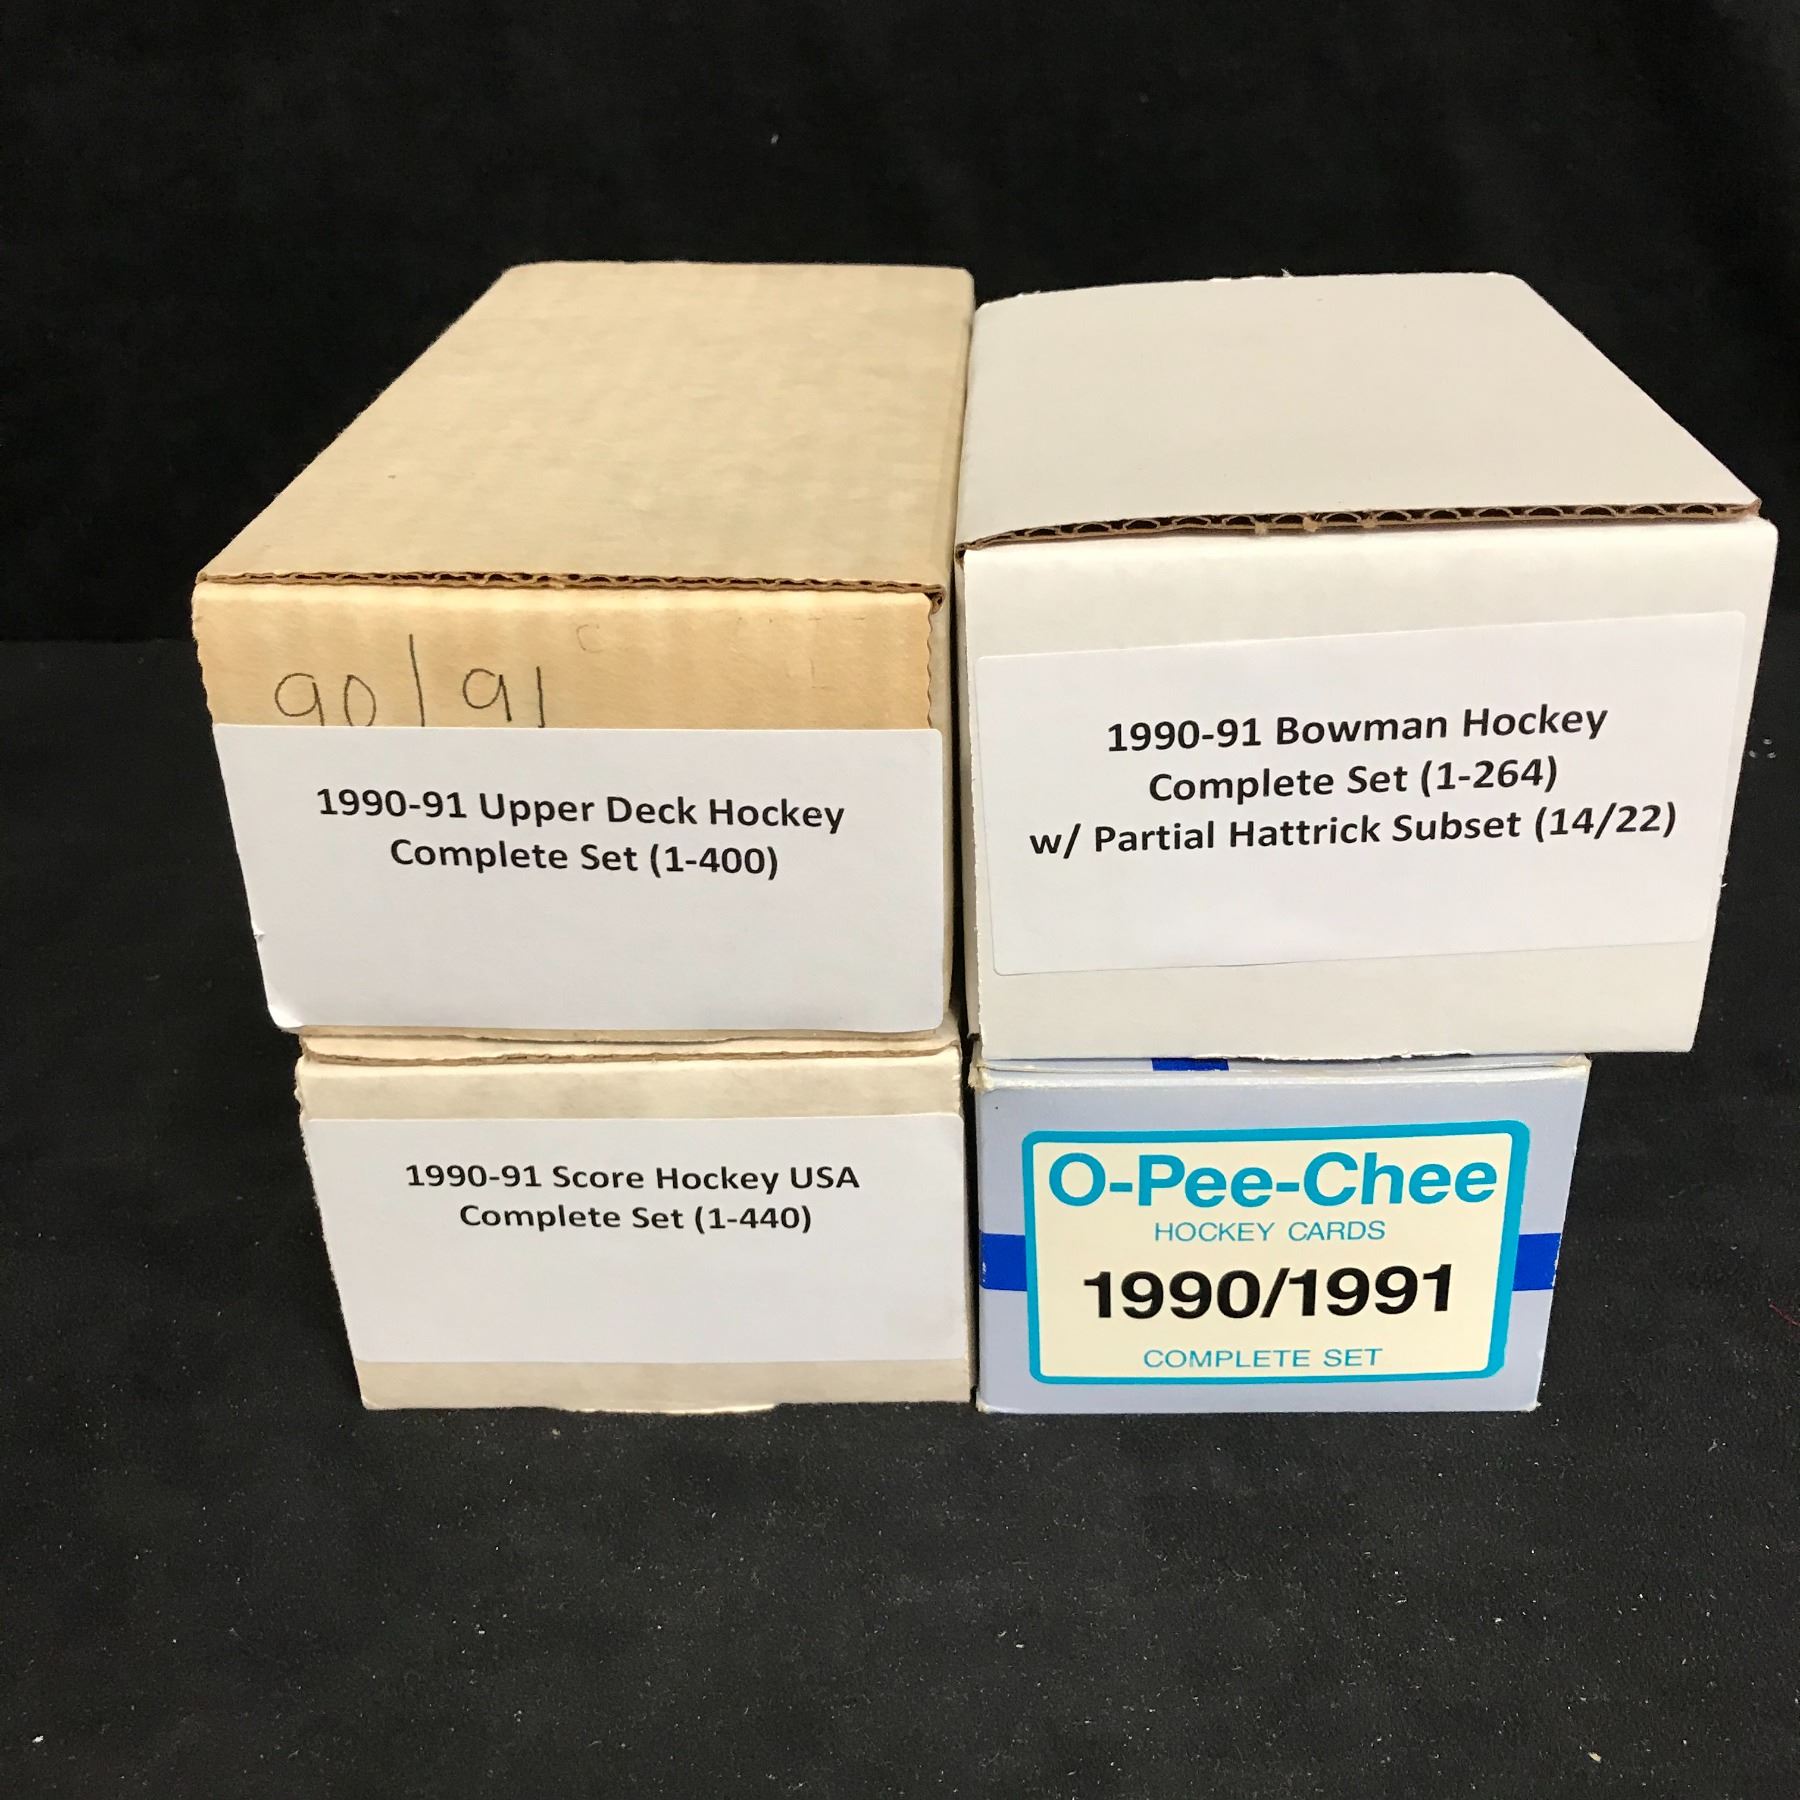 90/91
1990-91 Upper Deck Hockey
Complete Set (1-400)
1990-91 Bowman Hockey
Complete Set (1-264)
w/ Partial Hattrick Subset (14/22)
1990-91 Score Hockey USA
Complete Set (1-440)
O-Pee-Chee
HOCKEY CARDS
1990/1991
COMPLETE SET